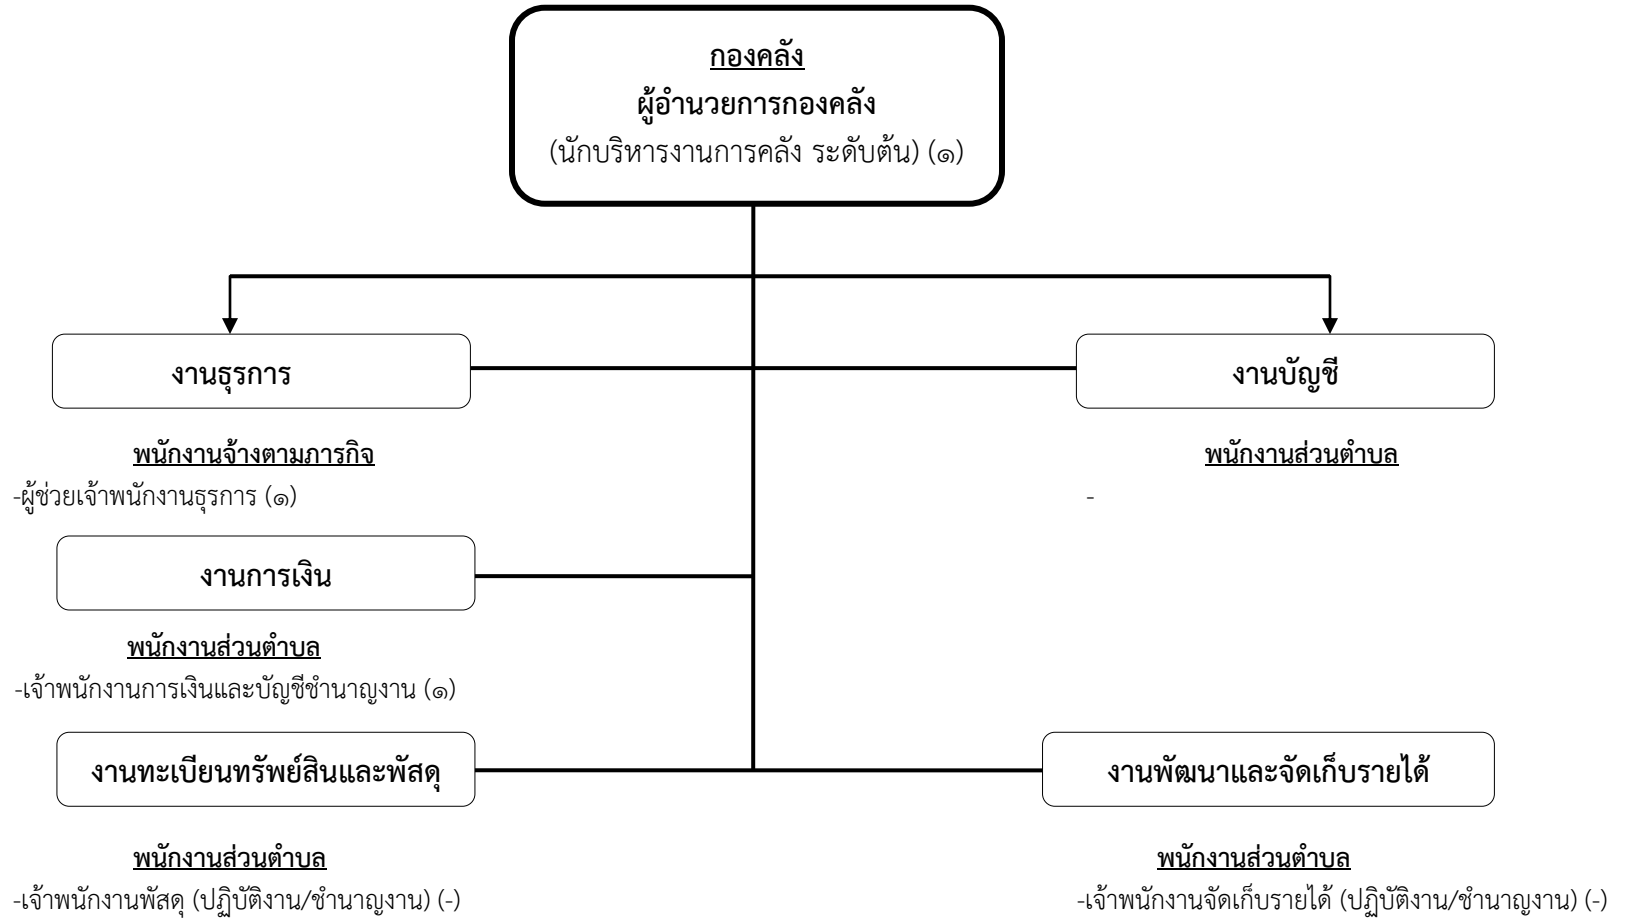 กองคลัง
ผู้อำนวยการกองคลัง
(นักบริหารงานการคลัง ระดับต้น) (๑)
งานธุรการ
งานบัญชี
พนักงานจ้างตามภารกิจ
-ผู้ช่วยเจ้าพนักงานธุรการ (๑)
พนักงานส่วนตำบล
-
งานการเงิน
พนักงานส่วนตำบล
-เจ้าพนักงานการเงินและบัญชีชำนาญงาน (๑)
งานทะเบียนทรัพย์สินและพัสดุ
งานพัฒนาและจัดเก็บรายได้
พนักงานส่วนตำบล
-เจ้าพนักงานพัสดุ (ปฏิบัติงาน/ชำนาญงาน) (-)
พนักงานส่วนตำบล
-เจ้าพนักงานจัดเก็บรายได้ (ปฏิบัติงาน/ชำนาญงาน) (-)